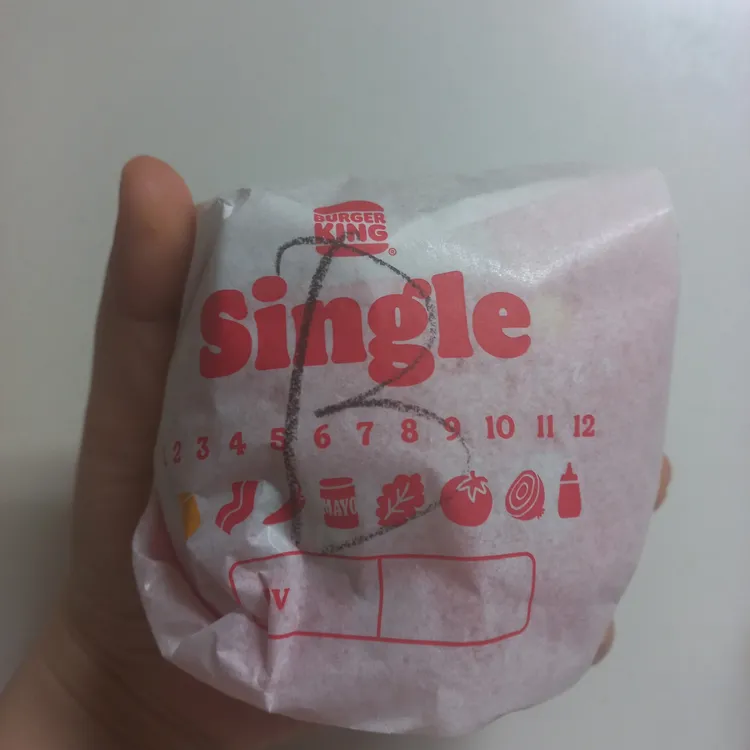 BURGER
KING
®
Single
B
2 3 4 5 6 7 8 9 10 11 12
MAYO
V